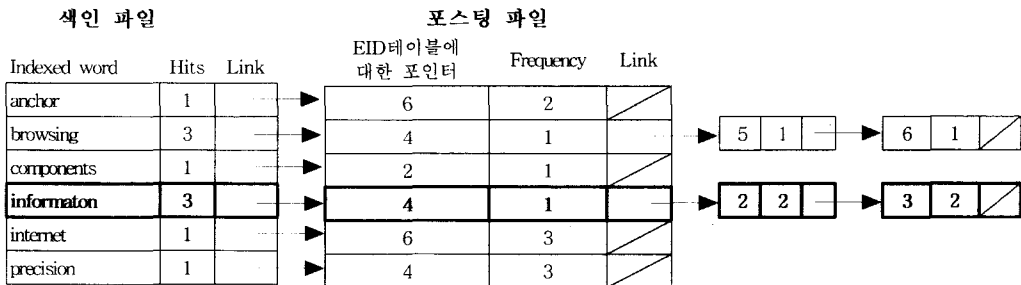 색인 파일 포스팅 파일
Indexed word Hits Link EID테이블에 대한 포인터 Frequency Link
anchor 1 6 2
browsing 3 4 1 5 1 6 1
components 1 2 1
informaton 3 4 1 2 2 3 2
internet 1 6 3
precision 1 4 3